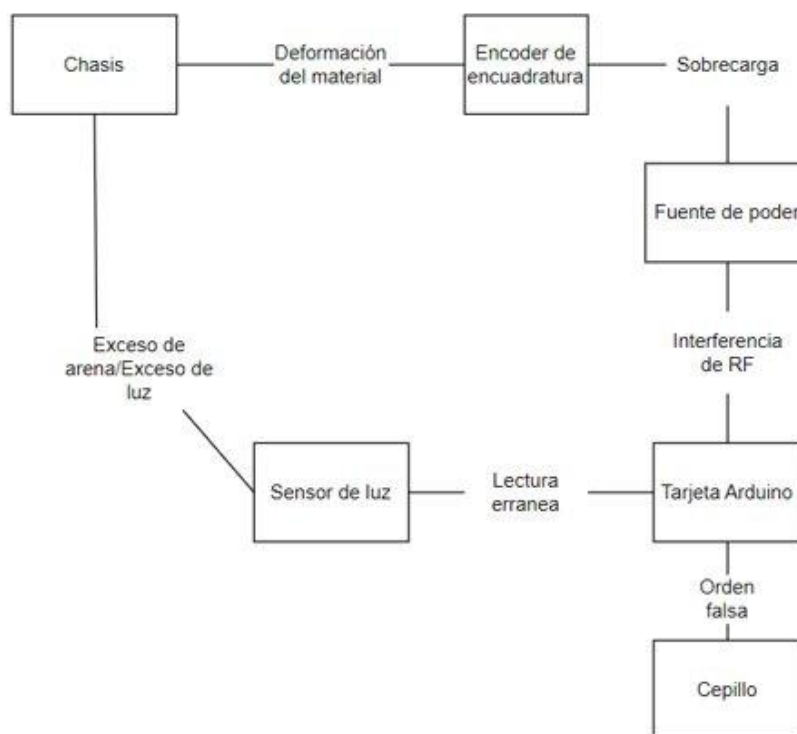 Chasis
Deformación
del material
Encoder de
encuadratura
Sobrecarga
Fuente de poder
Interferencia
de RF
Exceso de
arena/Exceso de
luz
Sensor de luz
Lectura
erranea
Tarjeta Arduino
Orden
falsa
Cepillo